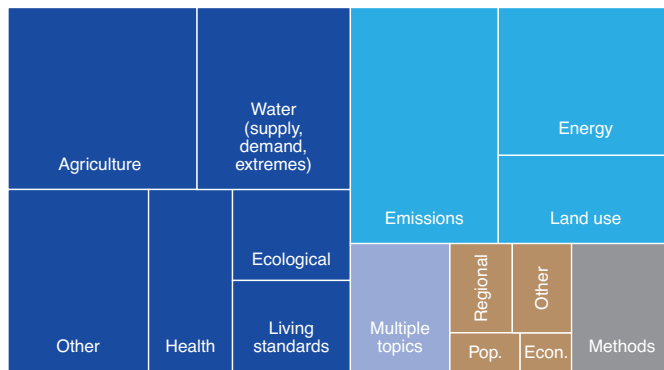 Agriculture
Water
(supply,
demand,
extremes)
Emissions
Energy
Land use
Other
Health
Ecological
Living
standards
Multiple
topics
Regional
Other
Pop.
Econ.
Methods